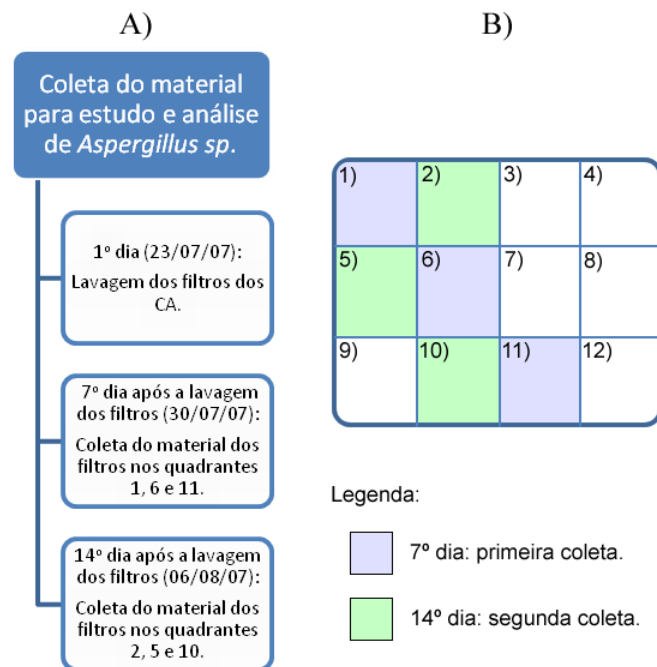 A)
Coleta do material
para estudo e análise
de Aspergillus sp.
1º dia (23/07/07):
Lavagem dos filtros dos
CA.
7º dia após a lavagem
dos filtros (30/07/07):
Coleta do material dos
filtros nos quadrantes
1, 6 e 11.
14º dia após a lavagem
dos filtros (06/08/07):
Coleta do material dos
filtros nos quadrantes
2, 5 e 10.
B)
1) 2) 3) 4)
5) 6) 7) 8)
9) 10) 11) 12)
Legenda:
7º dia: primeira coleta.
14º dia: segunda coleta.